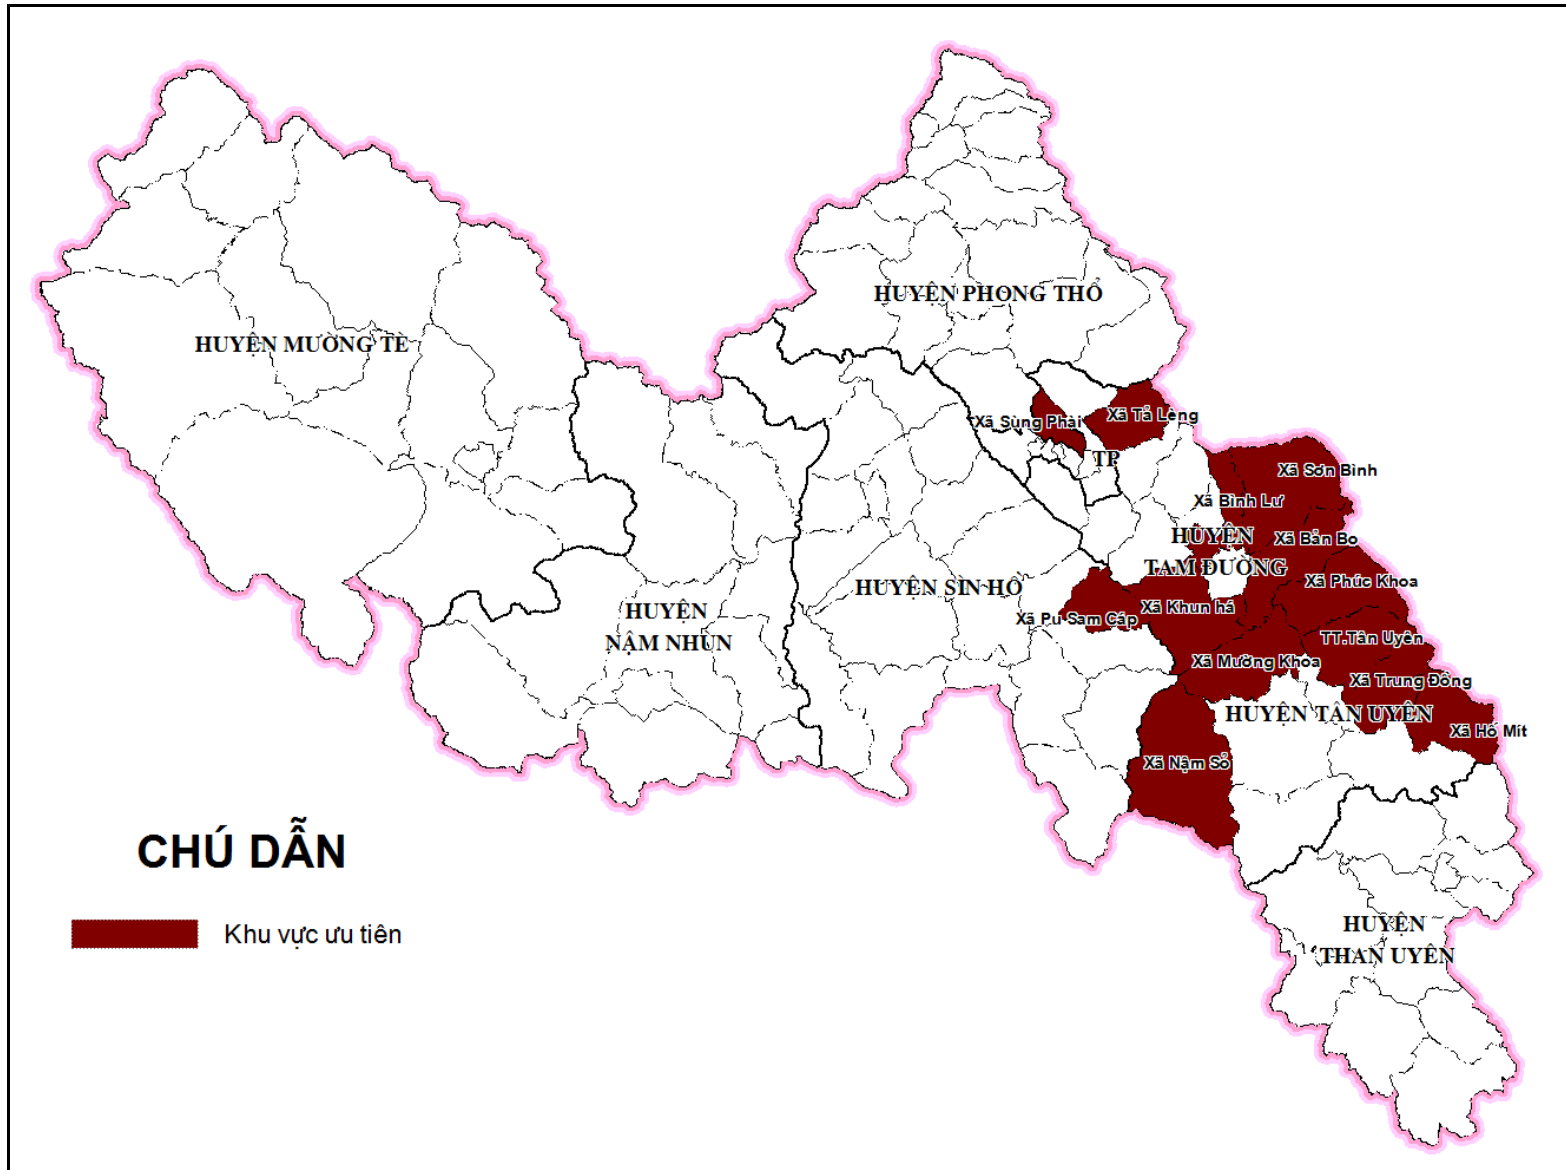 HUYỆN PHONG THỔ
HUYỆN MƯỜNG TÈ
Xã Tả Lèng
Xã Sùng Phài
TP
Xã Sơn Bình
Xã Bình Lư
HUYỆN
TAM ĐƯỜNG
Xã Bản Bo
Xã Phúc Khoa
HUYỆN SÌN HỒ
Xã Khun há
Xã Pu Sam Cáp
HUYỆN
NẬM NHÙN
TT.Tân Uyên
Xã Mường Khoa
Xã Trung Đồng
HUYỆN TÂN UYÊN
Xã Hố Mít
Xã Nậm Sỏ
CHÚ DẪN
Khu vực ưu tiên
HUYỆN
THAN UYÊN